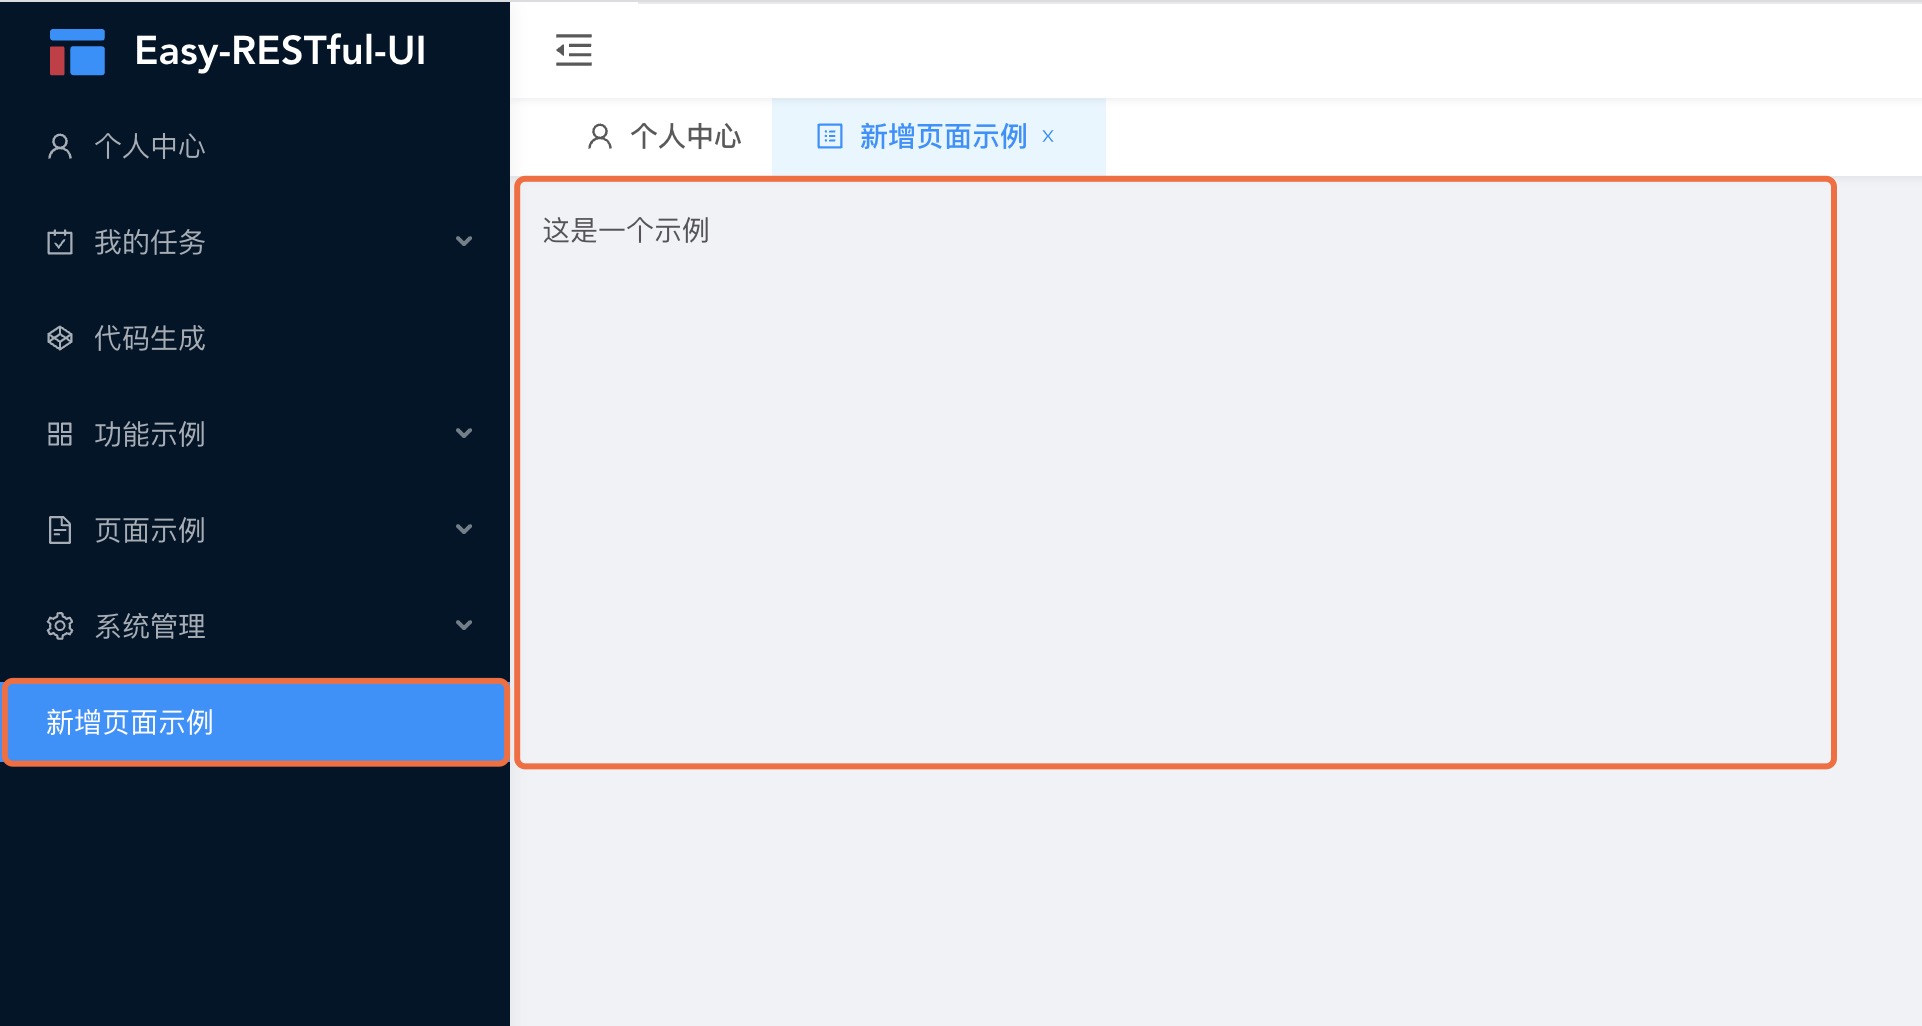 Easy-RESTful-UI
个人中心
我的任务
代码生成
功能示例
页面示例
系统管理
新增页面示例
个人中心
新增页面示例
这是一个示例